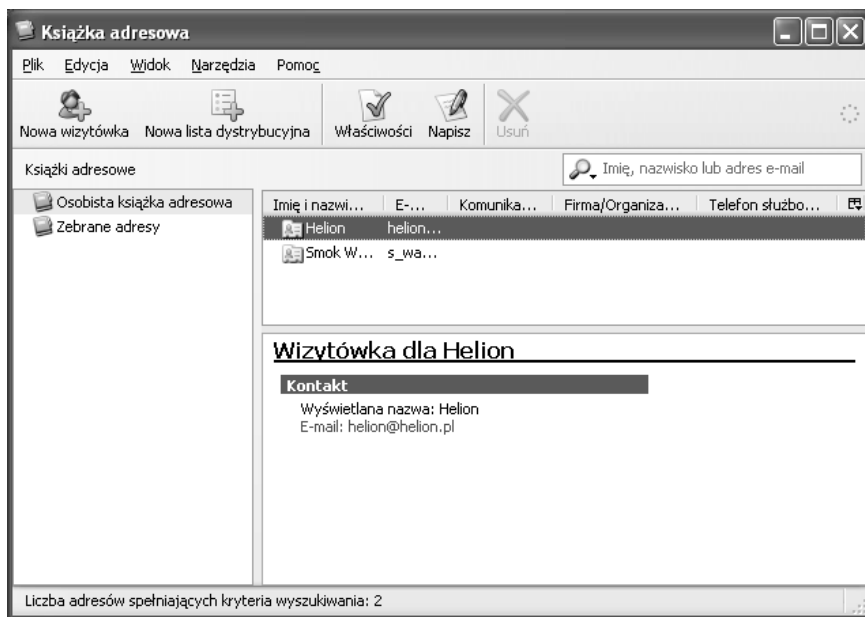 Książka adresowa
Plik Edycja Widok Narzędzia Pomoc
Nowa wizytówka Nowa lista dystrybucyjna Właściwości Napisz Usuń
Książki adresowe
Imię, nazwisko lub adres e-mail
Osobista książka adresowa
Zebrane adresy
Imię i nazwi... E-... Komunika... Firma/Organiza... Telefon służbo...
Helion helion...
Smok W... s_wa...
Wizytówka dla Helion
Kontakt
Wyświetlana nazwa: Helion
E-mail: helion@helion.pl
Liczba adresów spełniających kryteria wyszukiwania: 2